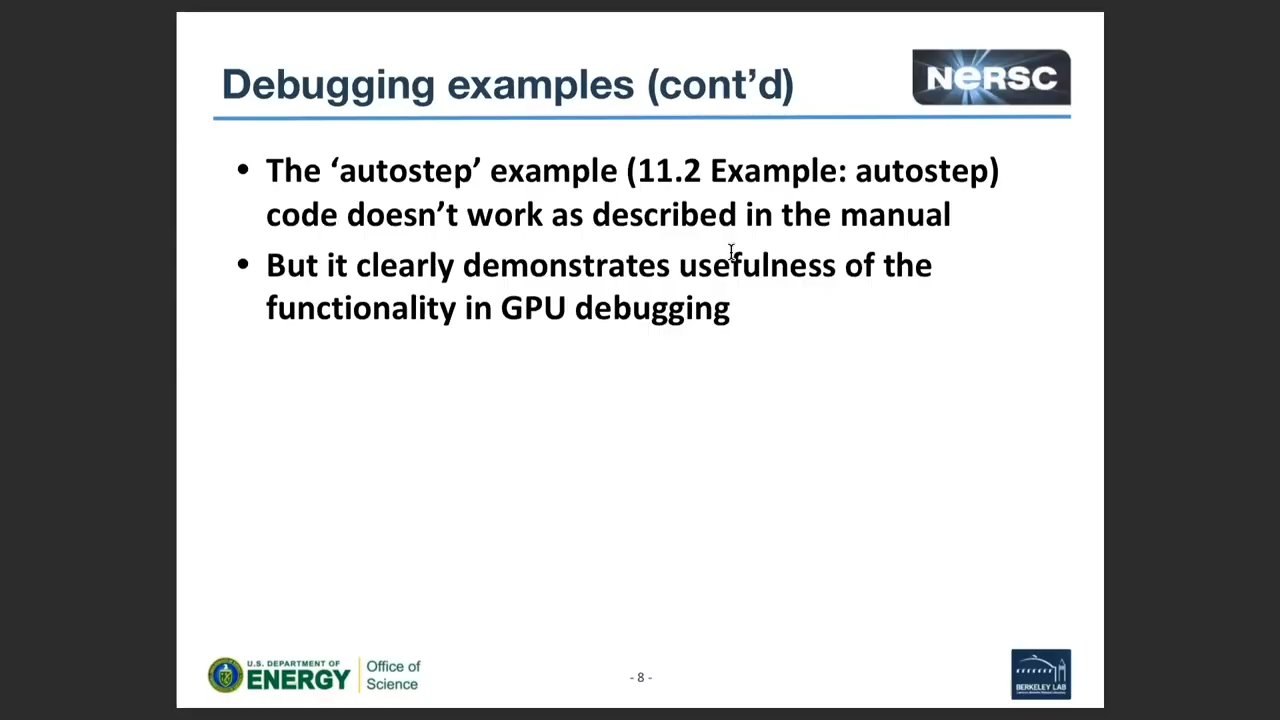 Debugging examples (cont’d)
NERSC
• The ‘autostep’ example (11.2 Example: autostep)
code doesn’t work as described in the manual
• But it clearly demonstrates usefulness of the
functionality in GPU debugging
U.S. DEPARTMENT OF
ENERGY
Office of
Science
- 8 -
BERKELEY LAB